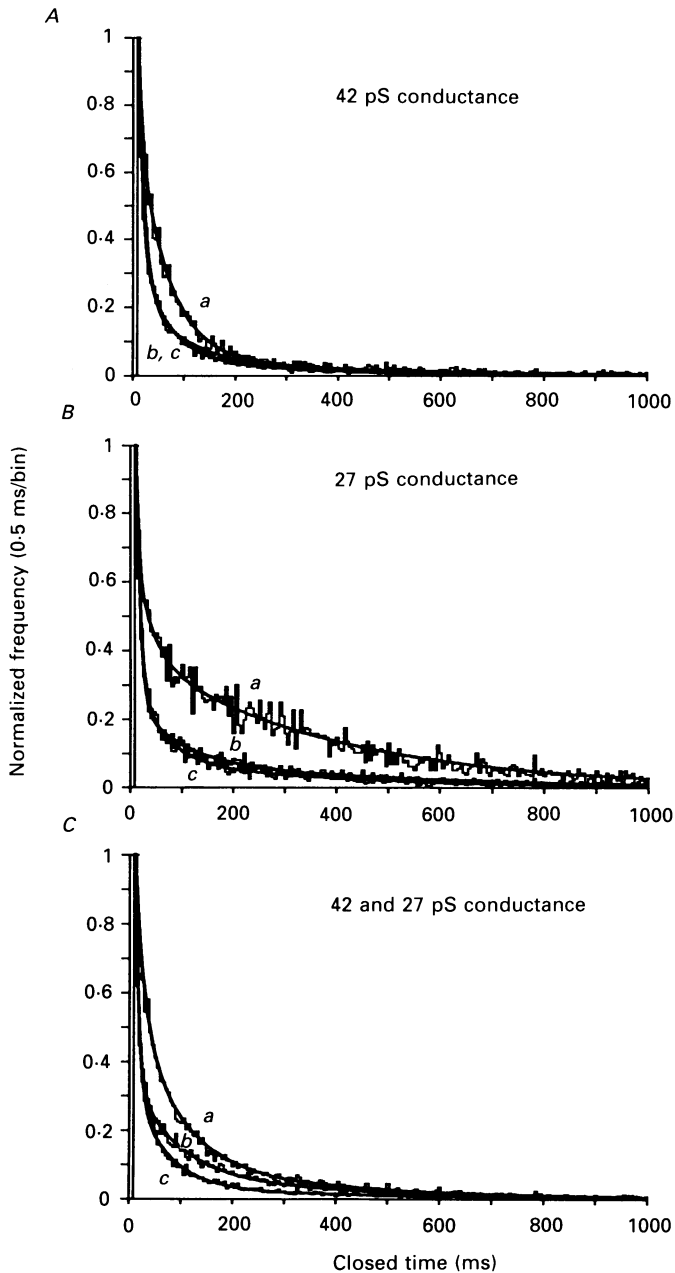 A
42 pS conductance
1
0·8
0·6
0·4
0·2
0
a
b, c
0 200 400 600 800 1000
B
27 pS conductance
1
0·8
0·6
0·4
0·2
0
a
b
c
0 200 400 600 800 1000
Normalized frequency (0·5 ms/bin)
C
42 and 27 pS conductance
1
0·8
0·6
0·4
0·2
0
a
b
c
0 200 400 600 800 1000
Closed time (ms)